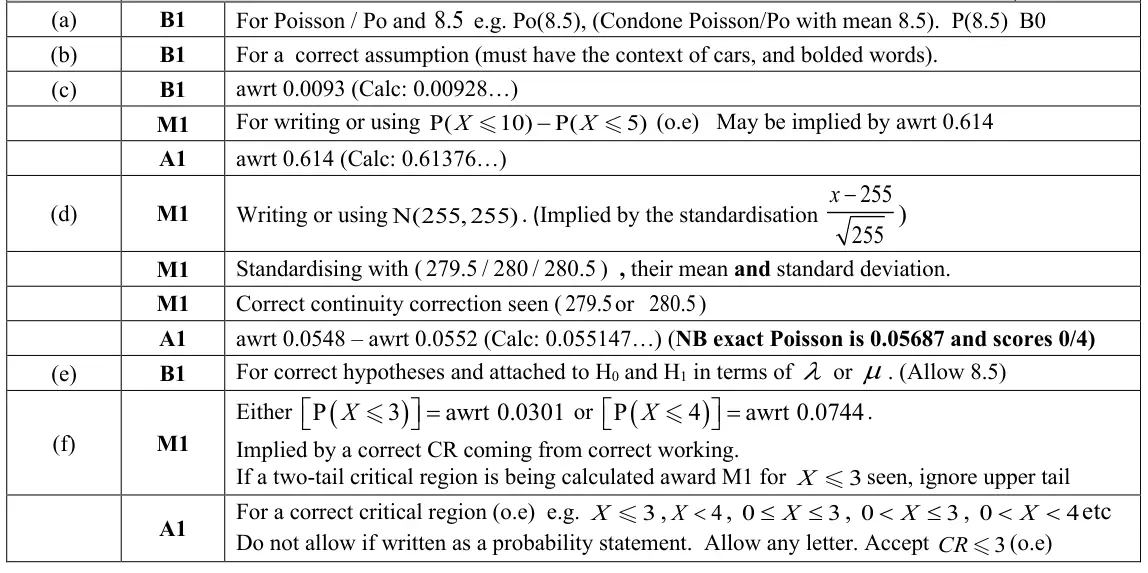 (a) B1 For Poisson / Po and 8.5 e.g. Po(8.5), (Condone Poisson/Po with mean 8.5). P(8.5) B0
(b) B1 For a correct assumption (must have the context of cars, and bolded words).
(c) B1 awrt 0.0093 (Calc: 0.00928…)
M1 For writing or using P(X ⩽ 10) − P(X ⩽ 5) (o.e) May be implied by awrt 0.614
A1 awrt 0.614 (Calc: 0.61376…)
(d) M1 Writing or using N(255, 255) . (Implied by the standardisation (x − 255)/√255 )
M1 Standardising with ( 279.5 / 280 / 280.5 ) , their mean and standard deviation.
M1 Correct continuity correction seen ( 279.5 or 280.5 )
A1 awrt 0.0548 – awrt 0.0552 (Calc: 0.055147…) (NB exact Poisson is 0.05687 and scores 0/4)
(e) B1 For correct hypotheses and attached to H₀ and H₁ in terms of λ or μ . (Allow 8.5)
(f) M1 Either [P(X ⩽ 3)] = awrt 0.0301 or [P(X ⩽ 4)] = awrt 0.0744 .
Implied by a correct CR coming from correct working.
If a two-tail critical region is being calculated award M1 for X ⩽ 3 seen, ignore upper tail
A1 For a correct critical region (o.e) e.g. X ⩽ 3 , X < 4 , 0 ≤ X ≤ 3 , 0 < X ≤ 3 , 0 < X < 4 etc
Do not allow if written as a probability statement. Allow any letter. Accept CR ⩽ 3 (o.e)